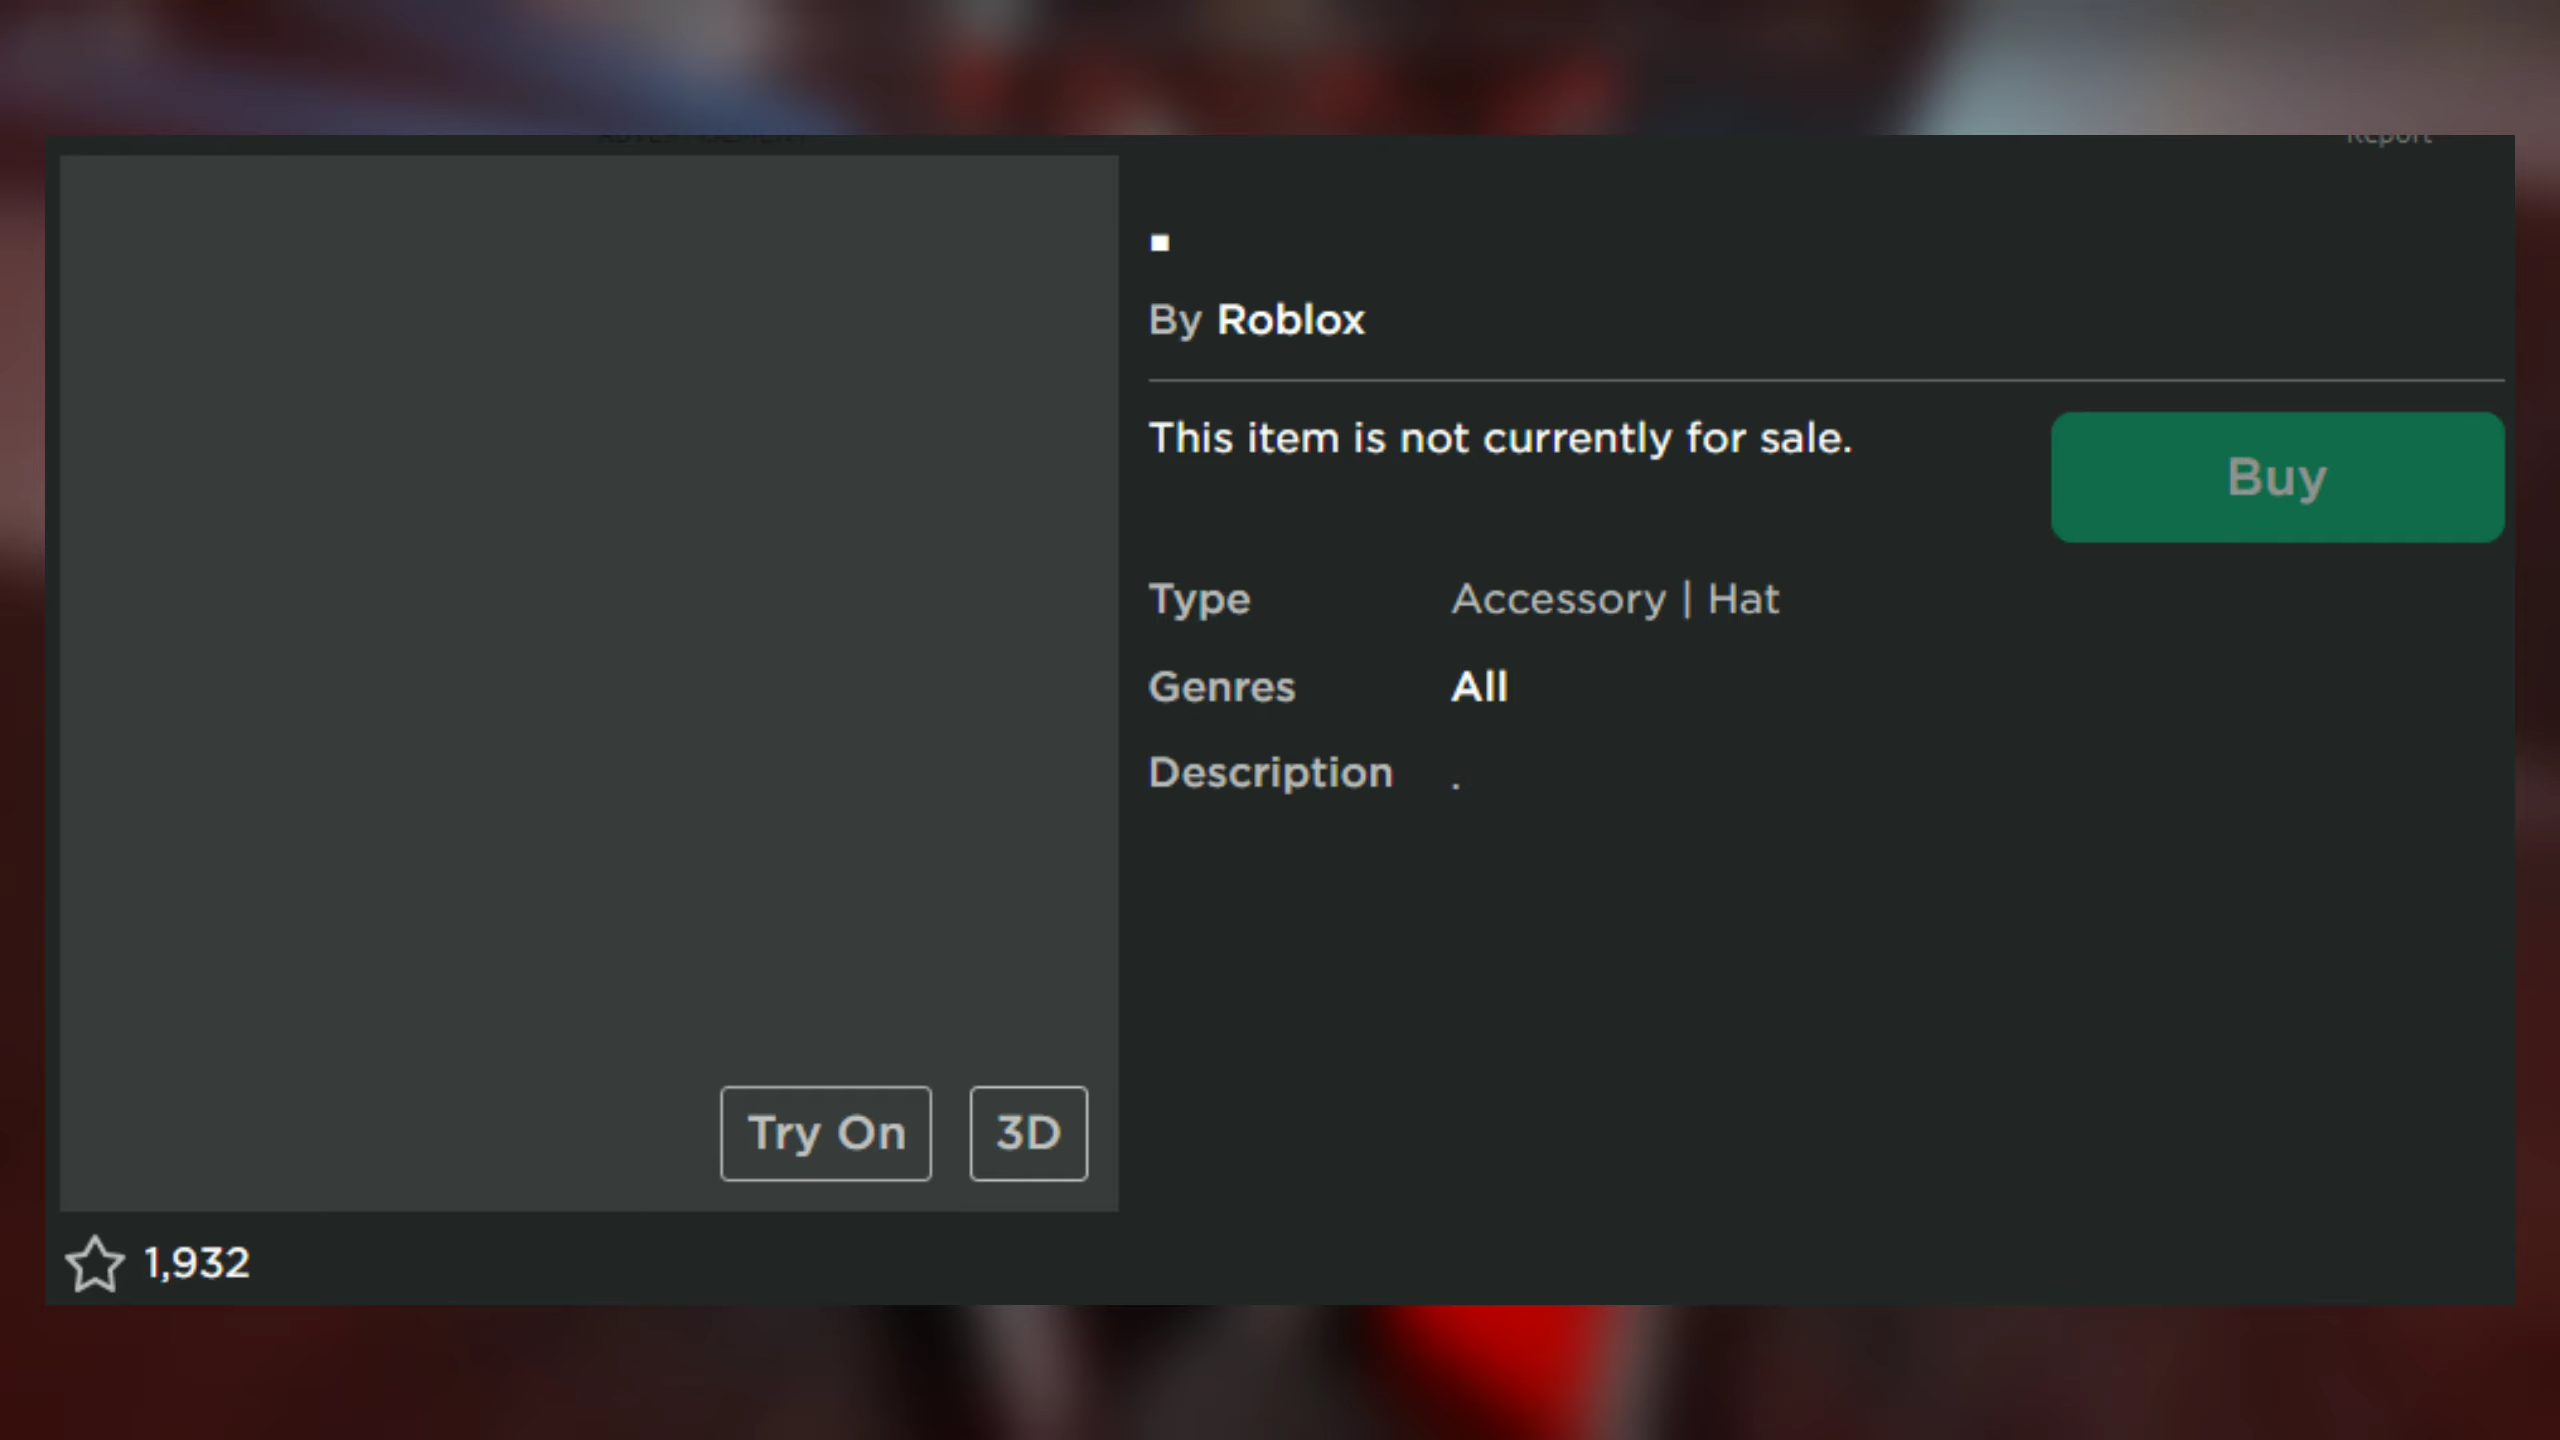 Report
.
By Roblox
This item is not currently for sale.
Buy
Type Accessory | Hat
Genres All
Description .
Try On 3D
1,932